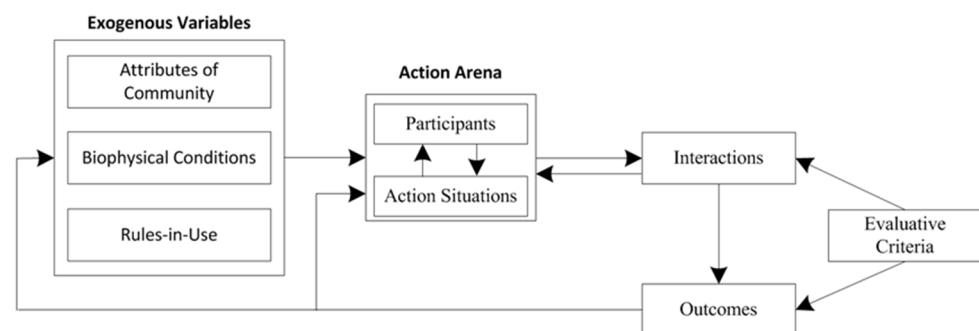 Exogenous Variables
Attributes of
Community
Biophysical Conditions
Rules-in-Use
Action Arena
Participants
Action Situations
Interactions
Outcomes
Evaluative
Criteria